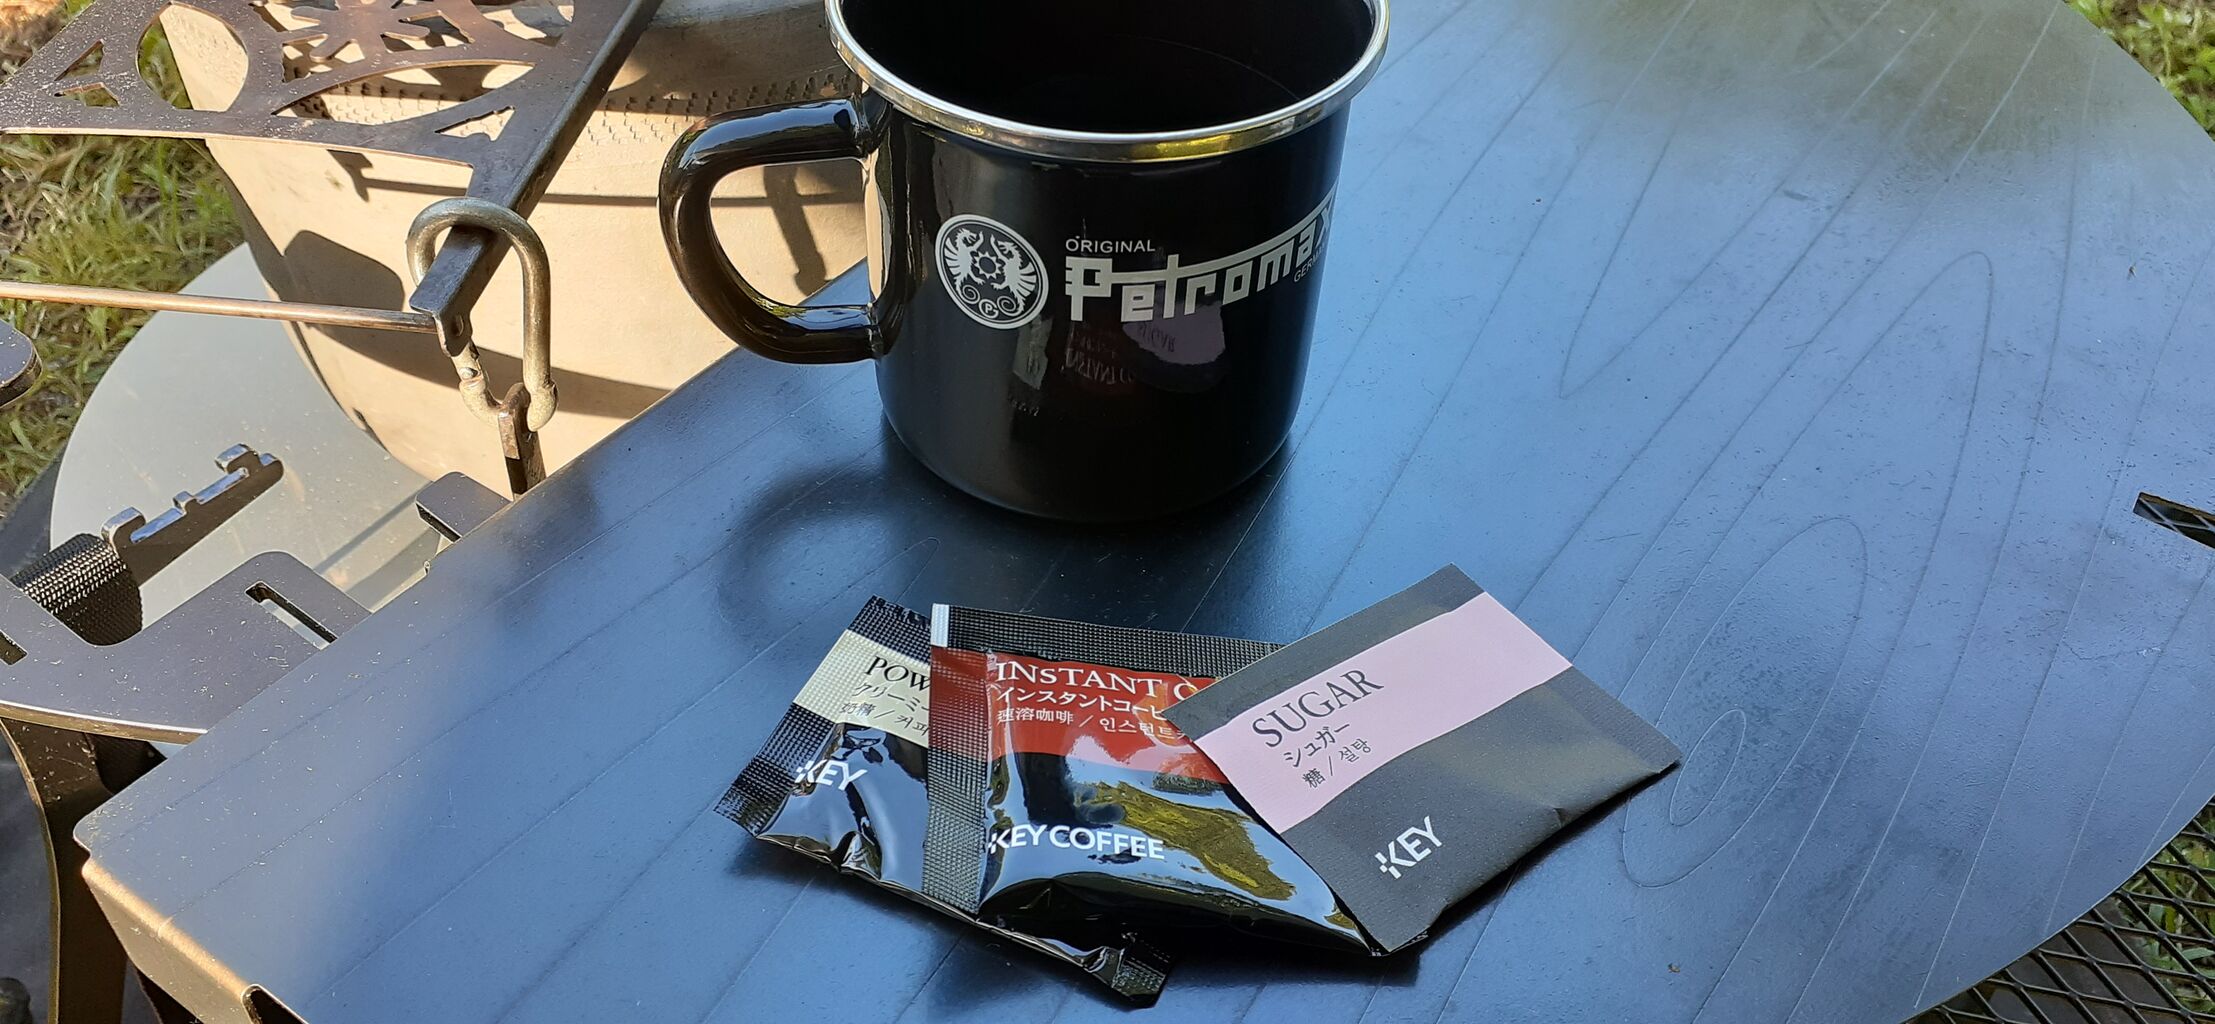 ORIGINAL
Petromax
P
POW
クリーミ
奶精 / 커피
KEY
INSTANT C
インスタントコーヒ
速溶咖啡 / 인스턴트
KEY COFFEE
SUGAR
シュガー
糖 / 설탕
KEY